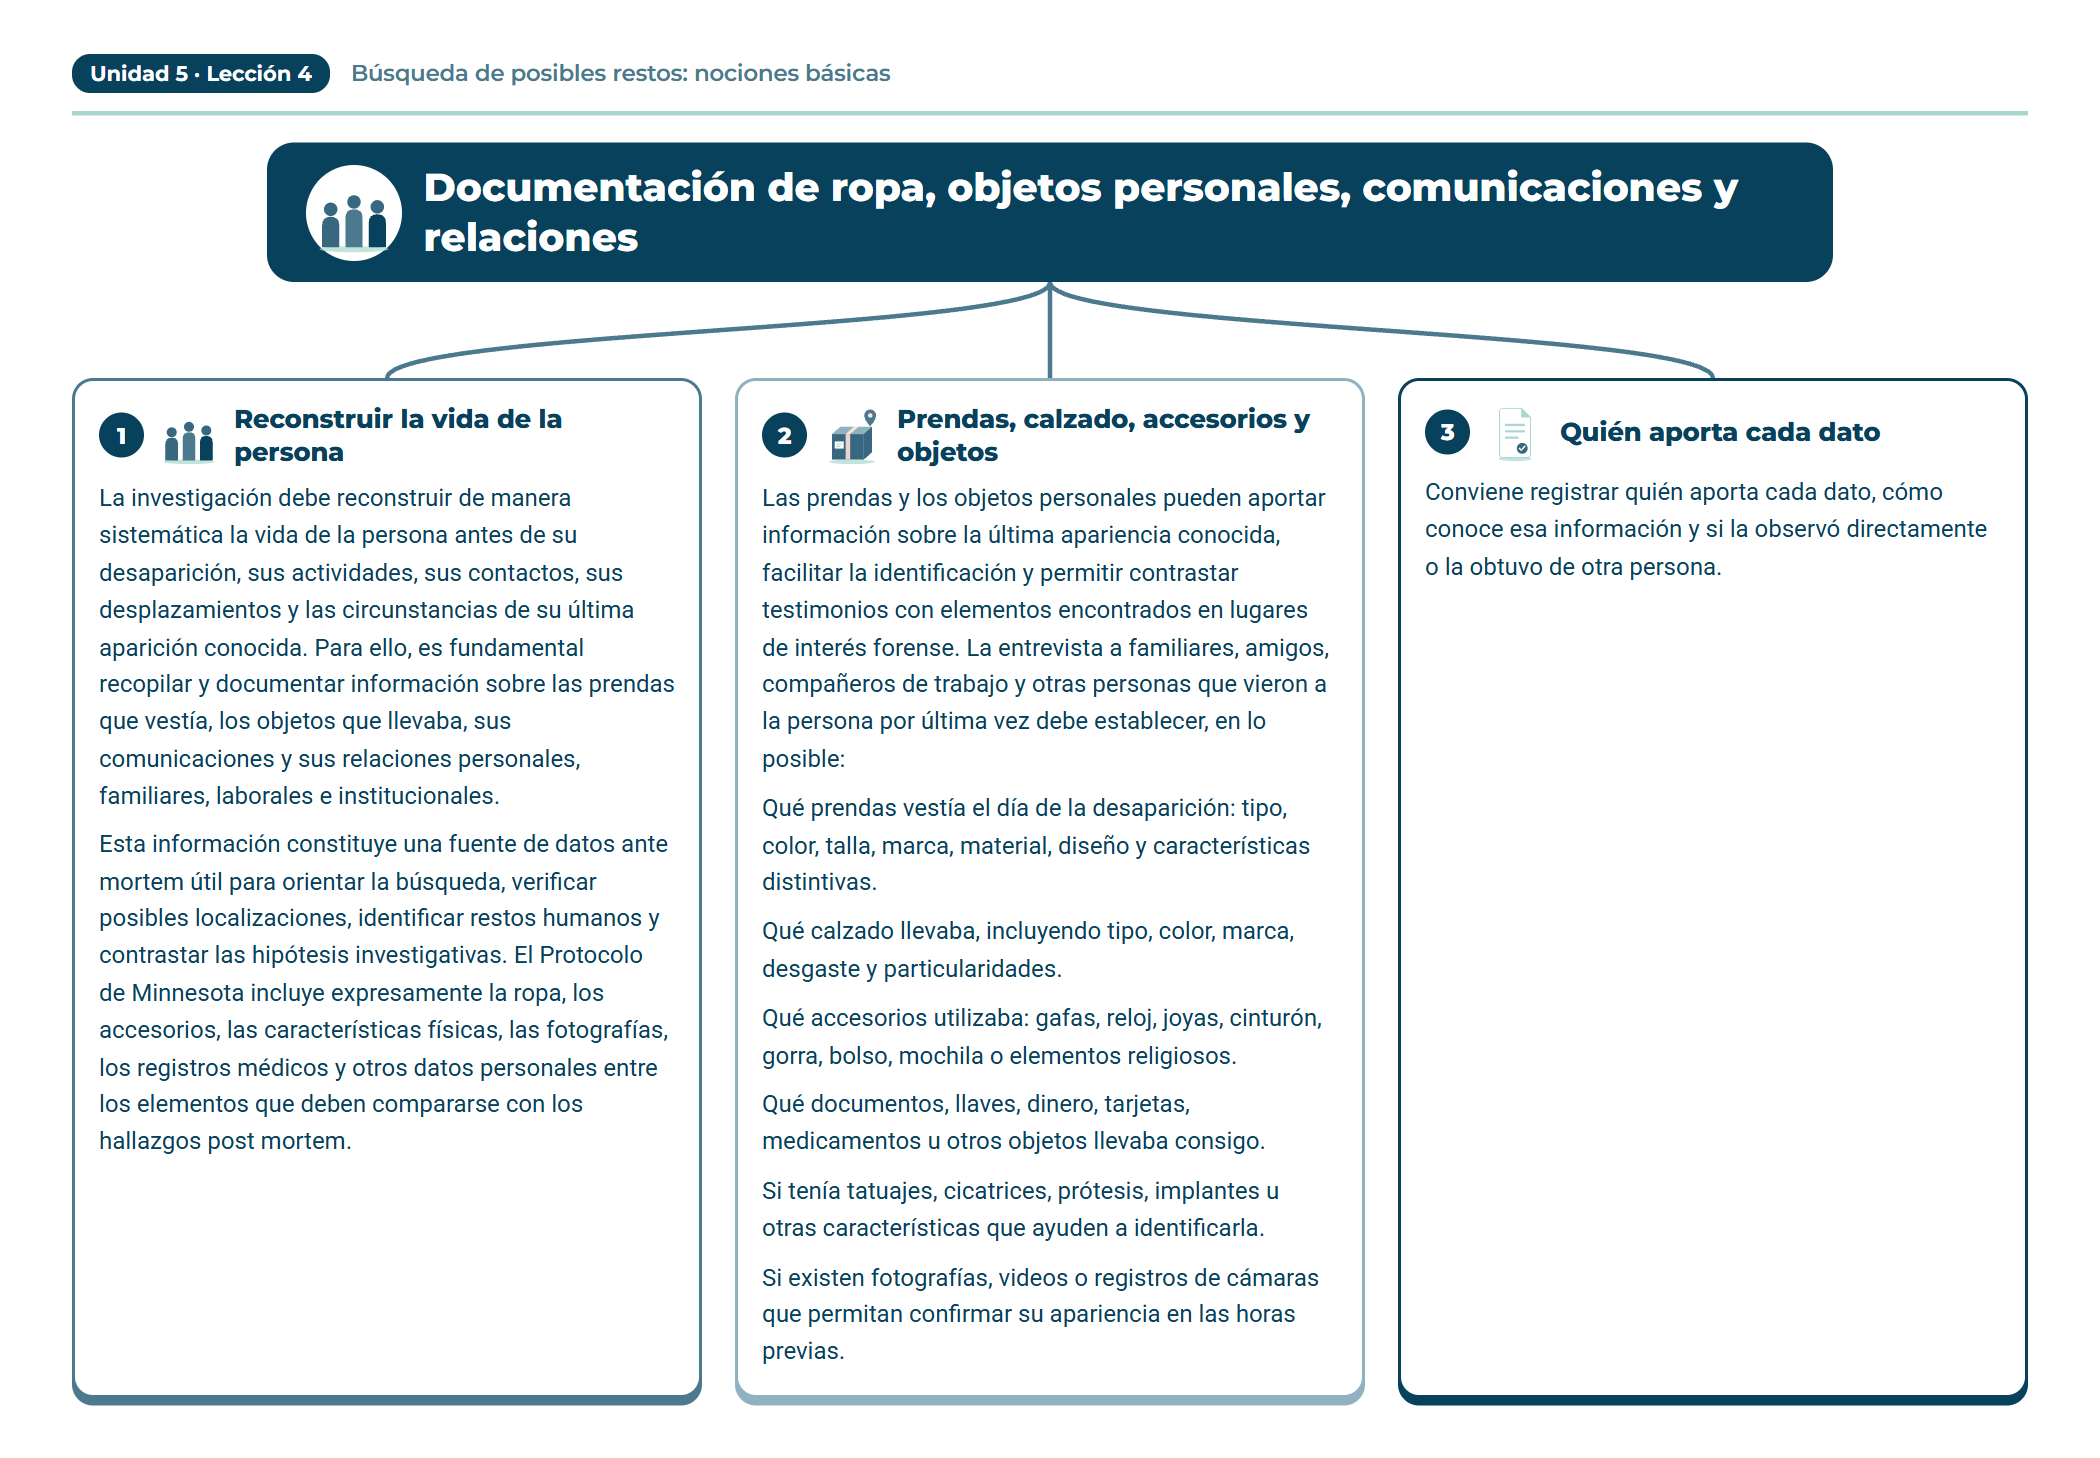 Unidad 5 · Lección 4
Búsqueda de posibles restos: nociones básicas
Documentación de ropa, objetos personales, comunicaciones y
relaciones
1
Reconstruir la vida de la
persona
La investigación debe reconstruir de manera
sistemática la vida de la persona antes de su
desaparición, sus actividades, sus contactos, sus
desplazamientos y las circunstancias de su última
aparición conocida. Para ello, es fundamental
recopilar y documentar información sobre las prendas
que vestía, los objetos que llevaba, sus
comunicaciones y sus relaciones personales,
familiares, laborales e institucionales.
Esta información constituye una fuente de datos ante
mortem útil para orientar la búsqueda, verificar
posibles localizaciones, identificar restos humanos y
contrastar las hipótesis investigativas. El Protocolo
de Minnesota incluye expresamente la ropa, los
accesorios, las características físicas, las fotografías,
los registros médicos y otros datos personales entre
los elementos que deben compararse con los
hallazgos post mortem.
2
Prendas, calzado, accesorios y
objetos
Las prendas y los objetos personales pueden aportar
información sobre la última apariencia conocida,
facilitar la identificación y permitir contrastar
testimonios con elementos encontrados en lugares
de interés forense. La entrevista a familiares, amigos,
compañeros de trabajo y otras personas que vieron a
la persona por última vez debe establecer, en lo
posible:
Qué prendas vestía el día de la desaparición: tipo,
color, talla, marca, material, diseño y características
distintivas.
Qué calzado llevaba, incluyendo tipo, color, marca,
desgaste y particularidades.
Qué accesorios utilizaba: gafas, reloj, joyas, cinturón,
gorra, bolso, mochila o elementos religiosos.
Qué documentos, llaves, dinero, tarjetas,
medicamentos u otros objetos llevaba consigo.
Si tenía tatuajes, cicatrices, prótesis, implantes u
otras características que ayuden a identificarla.
Si existen fotografías, videos o registros de cámaras
que permitan confirmar su apariencia en las horas
previas.
3
Quién aporta cada dato
Conviene registrar quién aporta cada dato, cómo
conoce esa información y si la observó directamente
o la obtuvo de otra persona.